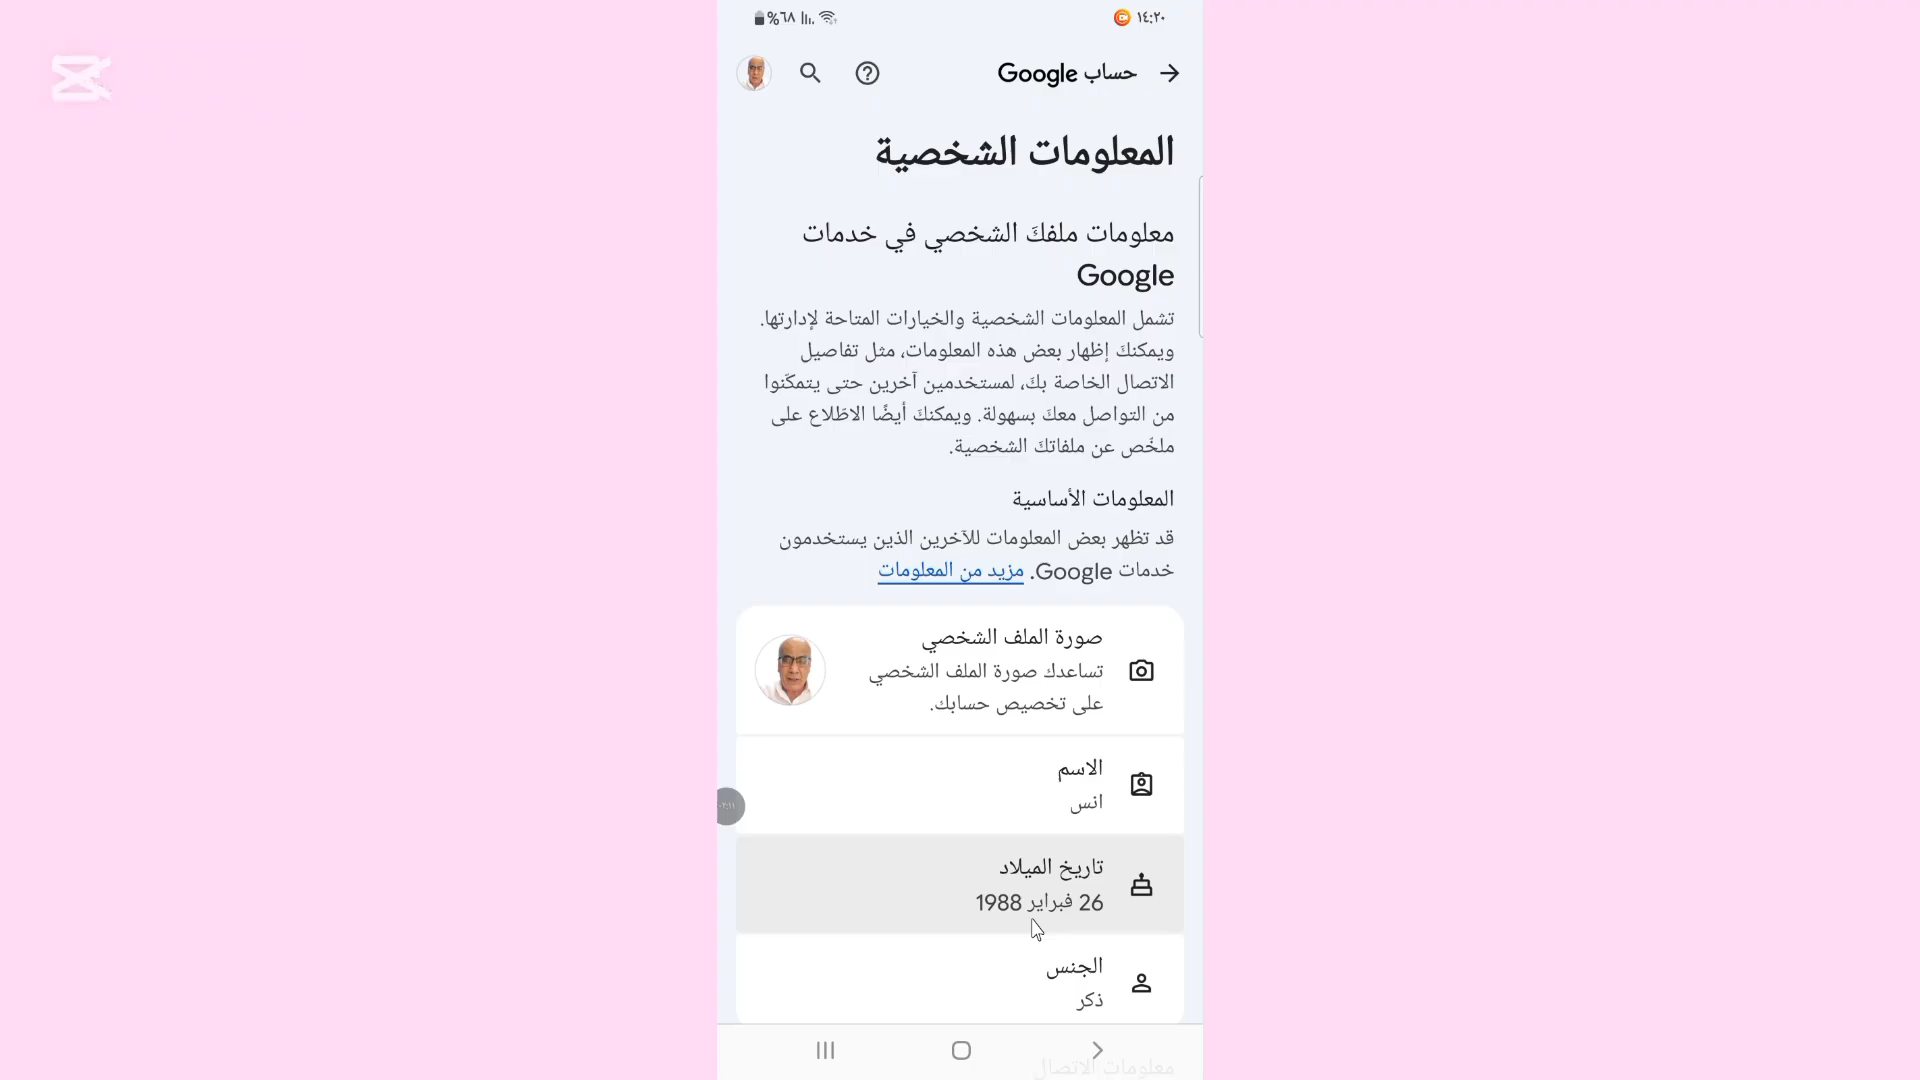 %٦٨
١٤:٢٠
حساب Google
المعلومات الشخصية
معلومات ملفكَ الشخصي في خدمات
Google
تشمل المعلومات الشخصية والخيارات المتاحة لإدارتها.
ويمكنكَ إظهار بعض هذه المعلومات، مثل تفاصيل
الاتصال الخاصة بكَ، لمستخدمين آخرين حتى يتمكّنوا
من التواصل معكَ بسهولة. ويمكنكَ أيضًا الاطّلاع على
ملخّص عن ملفاتكَ الشخصية.
المعلومات الأساسية
قد تظهر بعض المعلومات للآخرين الذين يستخدمون
خدمات Google. مزيد من المعلومات
صورة الملف الشخصي
تساعدك صورة الملف الشخصي
على تخصيص حسابك.
الاسم
انس
تاريخ الميلاد
26 فبراير 1988
الجنس
ذكر
معلومات الاتصال